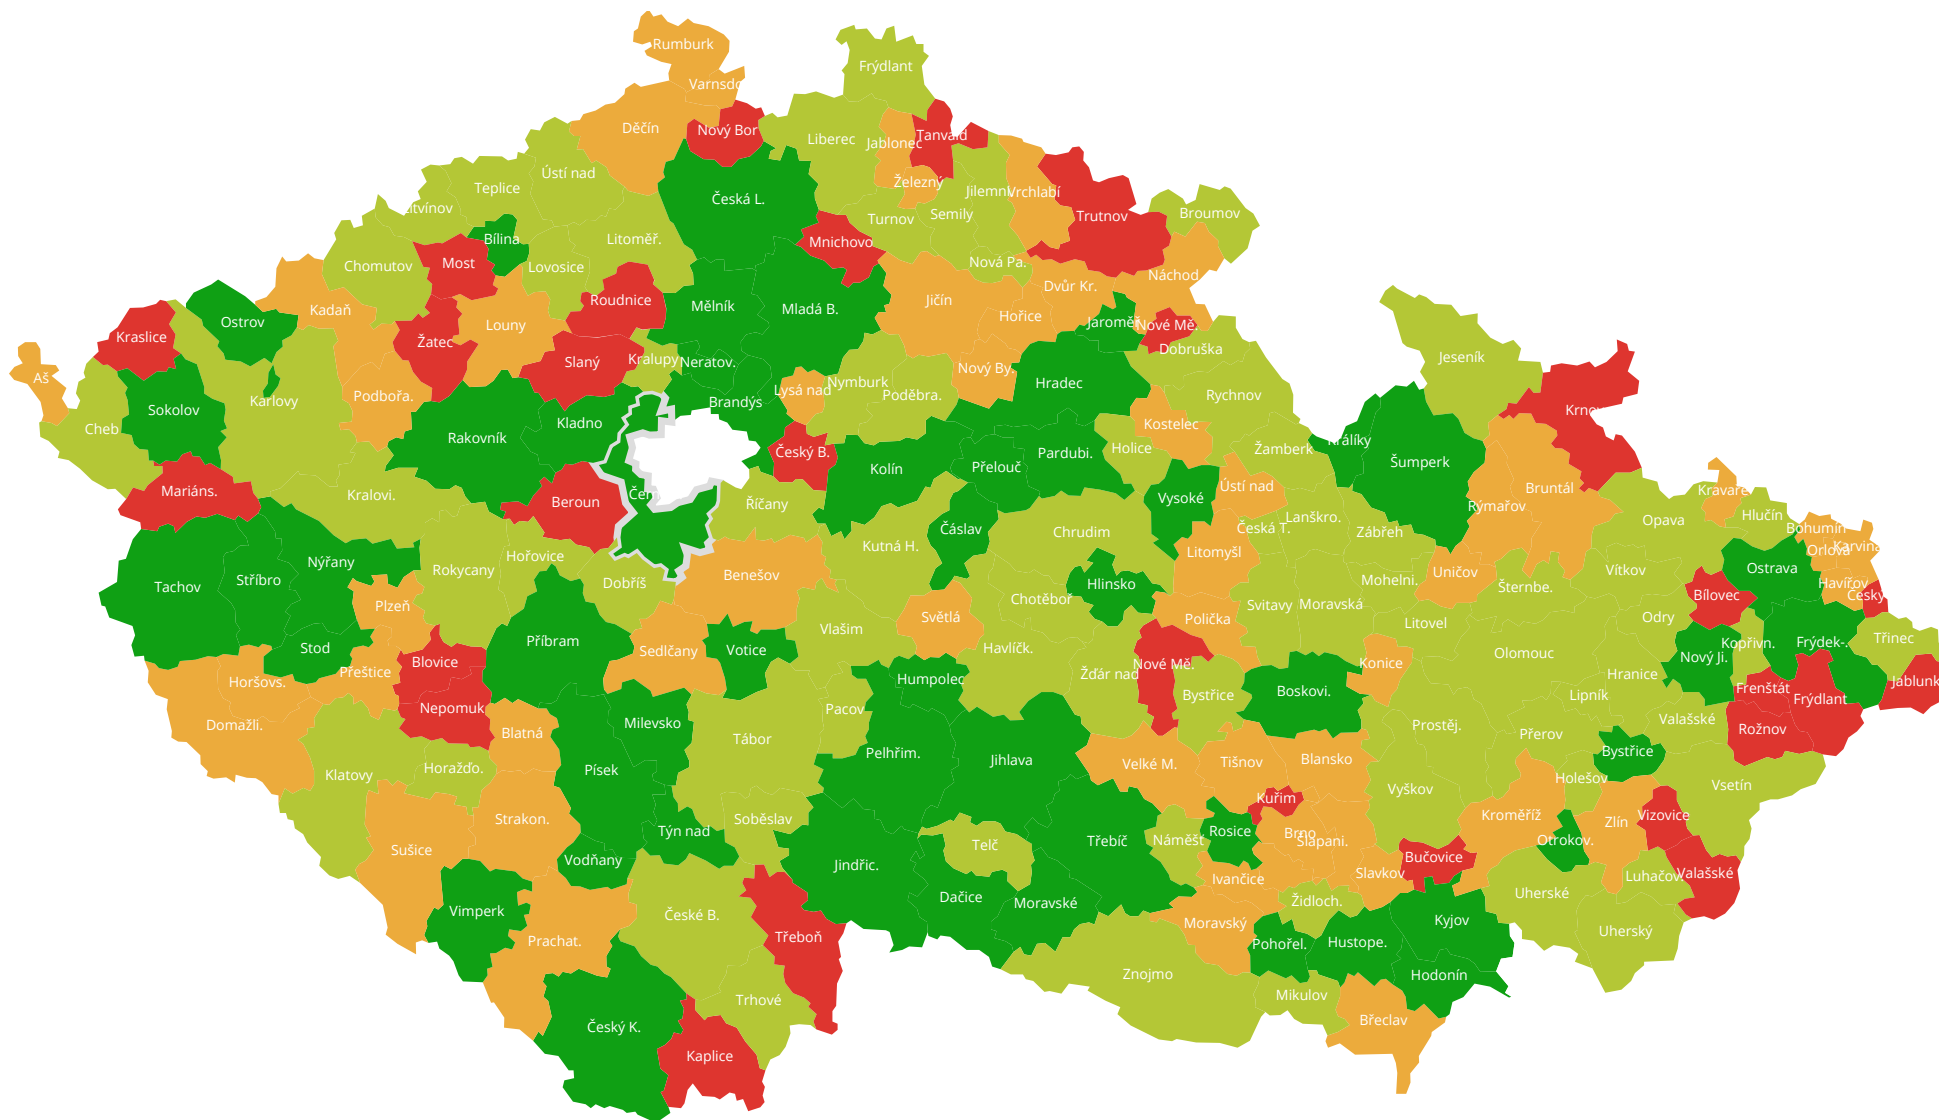 Rumburk
Frýdlant
Varnsdo
Děčín
Nový Bor
Liberec
Jablonec
Tanvald
Ústí nad
Teplice
Železný
Jilemni
Vrchlabí
Česká L.
Litvínov
Turnov
Semily
Trutnov
Broumov
Bílina
Litoměř.
Mnichovo
Chomutov
Most
Lovosice
Nová Pa.
Náchod
Dvůr Kr.
Roudnice
Jičín
Kadaň
Mělník
Mladá B.
Hořice
Ostrov
Louny
Jaroměř
Nové Mě.
Kraslice
Žatec
Dobruška
Slaný
Kralupy
Neratov.
Jeseník
Nový By.
Aš
Hradec
Nymburk
Lysá nad
Poděbra.
Podbořa.
Rychnov
Karlovy
Brandýs
Sokolov
Krnov
Kladno
Kostelec
Cheb
Rakovník
Králíky
Holice
Žamberk
Český B.
Pardubi.
Šumperk
Kolín
Přelouč
Ústí nad
Bruntál
Mariáns.
Kralovi.
Kravaře
Vysoké
Beroun
Říčany
Rýmařov
Hlučín
Lanškro.
Opava
Česká T.
Bohumín
Čáslav
Chrudim
Zábřeh
Kutná H.
Karviná
Orlová
Litomyšl
Hořovice
Nýřany
Rokycany
Vítkov
Ostrava
Uničov
Benešov
Stříbro
Mohelni.
Dobříš
Hlinsko
Havířov
Tachov
Šternbe.
Bílovec
Český
Chotěboř
Svitavy
Moravská
Plzeň
Světlá
Odry
Polička
Litovel
Vlašim
Třinec
Příbram
Frýdek-.
Kopřivn.
Stod
Havlíčk.
Votice
Sedlčany
Olomouc
Nový Ji.
Blovice
Konice
Nové Mě.
Přeštice
Žďár nad
Hranice
Humpolec
Horšovs.
Jablunk
Frenštát
Boskovi.
Bystřice
Lipník
Frýdlant
Nepomuk
Pacov
Valašské
Milevsko
Domažli.
Prostěj.
Rožnov
Blatná
Přerov
Tábor
Pelhřim.
Bystřice
Jihlava
Blansko
Tišnov
Velké M.
Horažďo.
Písek
Klatovy
Holešov
Vsetín
Vyškov
Kuřim
Kroměříž
Vizovice
Strakon.
Soběslav
Zlín
Týn nad
Rosice
Brno
Šlapani.
Náměšť
Třebíč
Otrokov.
Telč
Sušice
Bučovice
Vodňany
Jindřic.
Slavkov
Valašské
Luhačov.
Ivančice
Uherské
Dačice
Židloch.
Moravské
Vimperk
České B.
Kyjov
Moravský
Uherský
Třeboň
Prachat.
Hustope.
Pohořel.
Znojmo
Hodonín
Mikulov
Trhové
Břeclav
Český K.
Kaplice